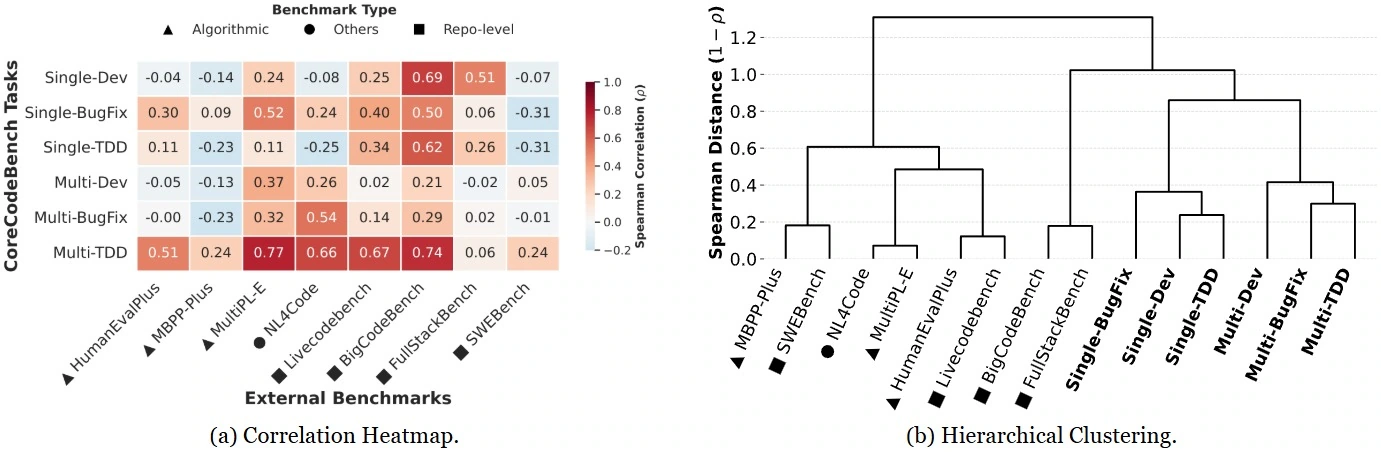 Benchmark Type
▲ Algorithmic ● Others ■ Repo-level
CoreCodeBench Tasks
Single-Dev -0.04 -0.14 0.24 -0.08 0.25 0.69 0.51 -0.07
Single-BugFix 0.30 0.09 0.52 0.24 0.40 0.50 0.06 -0.31
Single-TDD 0.11 -0.23 0.11 -0.25 0.34 0.62 0.26 -0.31
Multi-Dev -0.05 -0.13 0.37 0.26 0.02 0.21 -0.02 0.05
Multi-BugFix -0.00 -0.23 0.32 0.54 0.14 0.29 0.02 -0.01
Multi-TDD 0.51 0.24 0.77 0.66 0.67 0.74 0.06 0.24
▲ HumanEvalPlus
▲ MBPP-Plus
▲ MultiPL-E
● NL4Code
■ Livecodebench
■ BigCodeBench
■ FullStackBench
■ SWEBench
External Benchmarks
1.0
0.8
0.6
0.4
0.2
0.0
−0.2
Spearman Correlation (ρ)
(a) Correlation Heatmap.
Spearman Distance (1 − ρ)
1.2
1.0
0.8
0.6
0.4
0.2
0.0
▲ MBPP-Plus
■ SWEBench
● NL4Code
▲ MultiPL-E
▲ HumanEvalPlus
■ Livecodebench
■ BigCodeBench
■ FullStackBench
Single-BugFix
Single-Dev
Single-TDD
Multi-Dev
Multi-BugFix
Multi-TDD
(b) Hierarchical Clustering.